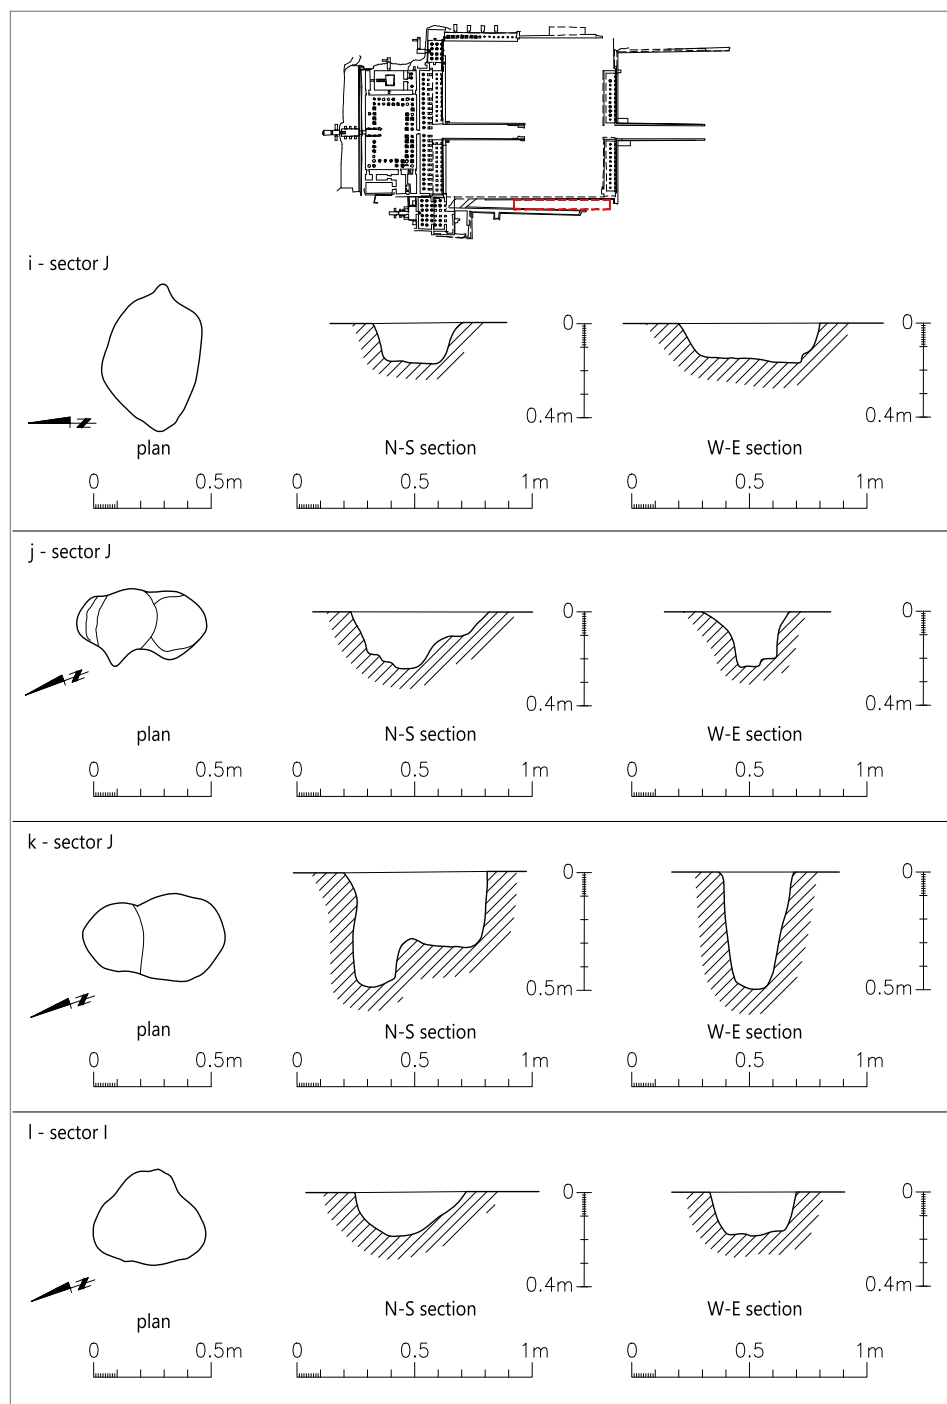 i - sector J
0 0
0.4m 0.4m
plan N-S section W-E section
0 0.5m 0 0.5 1m 0 0.5 1m
j - sector J
0 0
0.4m 0.4m
plan N-S section W-E section
0 0.5m 0 0.5 1m 0 0.5 1m
k - sector J
0 0
0.5m 0.5m
plan N-S section W-E section
0 0.5m 0 0.5 1m 0 0.5 1m
l - sector I
0 0
0.4m 0.4m
plan N-S section W-E section
0 0.5m 0 0.5 1m 0 0.5 1m